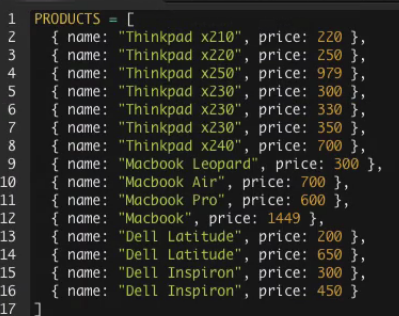 1 PRODUCTS = [
2 { name: "Thinkpad x210", price: 220 },
3 { name: "Thinkpad x220", price: 250 },
4 { name: "Thinkpad x250", price: 979 },
5 { name: "Thinkpad x230", price: 300 },
6 { name: "Thinkpad x230", price: 330 },
7 { name: "Thinkpad x230", price: 350 },
8 { name: "Thinkpad x240", price: 700 },
9 { name: "Macbook Leopard", price: 300 },
10 { name: "Macbook Air", price: 700 },
11 { name: "Macbook Pro", price: 600 },
12 { name: "Macbook", price: 1449 },
13 { name: "Dell Latitude", price: 200 },
14 { name: "Dell Latitude", price: 650 },
15 { name: "Dell Inspiron", price: 300 },
16 { name: "Dell Inspiron", price: 450 }
17 ]